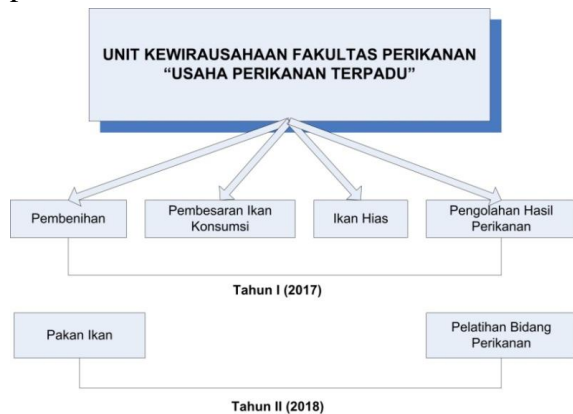 UNIT KEWIRAUSAHAAN FAKULTAS PERIKANAN
“USAHA PERIKANAN TERPADU”
Pembenihan
Pembesaran Ikan
Konsumsi
Ikan Hias
Pengolahan Hasil
Perikanan
Tahun I (2017)
Pakan Ikan
Pelatihan Bidang
Perikanan
Tahun II (2018)